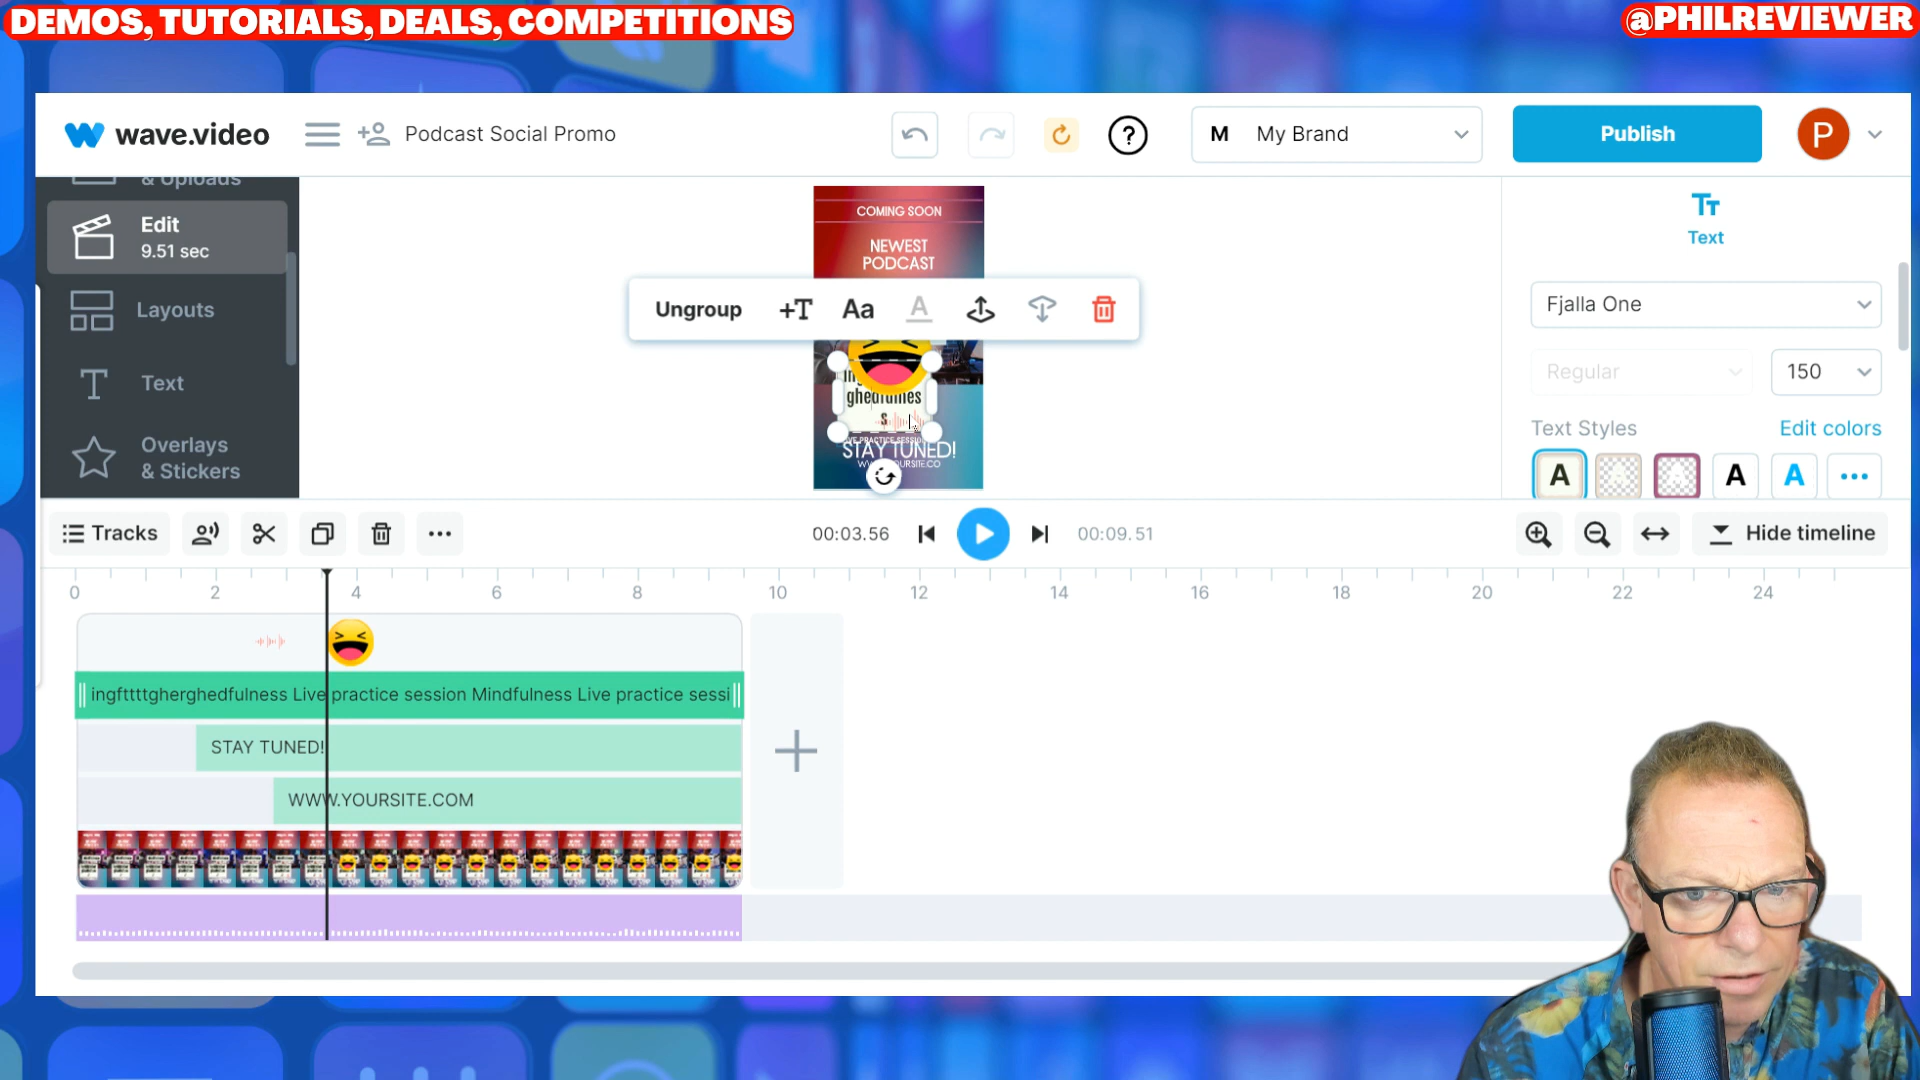 DEMOS, TUTORIALS, DEALS, COMPETITIONS
@PHILREVIEWER
wave.video
Podcast Social Promo
?
M My Brand
Publish
P
& Uploads
Edit
9.51 sec
Layouts
Text
Overlays
& Stickers
COMING SOON
NEWEST
PODCAST
Ungroup +T Aa A
ghedfulnes
s
STAY TUNED!
Text
Fjalla One
Regular
150
Text Styles
Edit colors
A A A
Tracks
00:03.56
00:09.51
Hide timeline
0 2 4 6 8 10 12 14 16 18 20 22 24
ingfttttgherghedfulness Live practice session Mindfulness Live practice sessi
STAY TUNED!
WWW.YOURSITE.COM